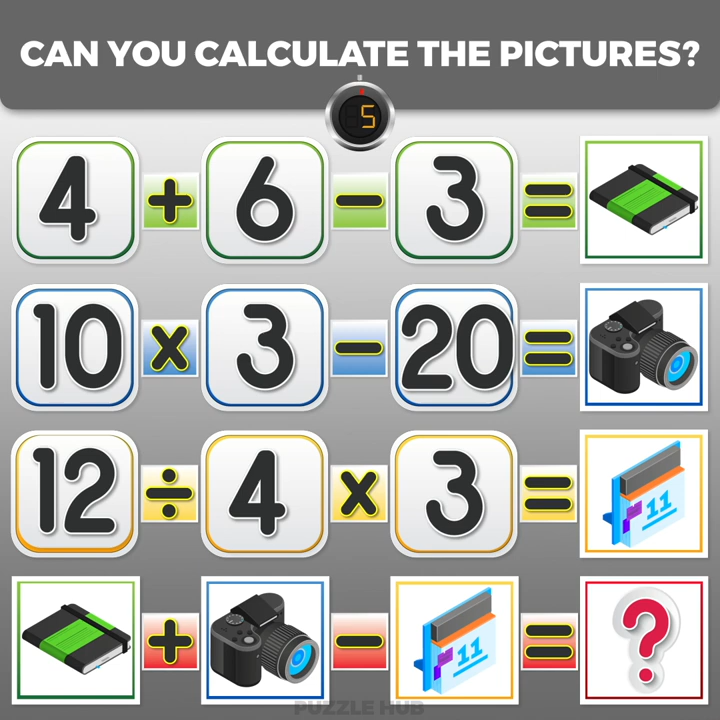 CAN YOU CALCULATE THE PICTURES?
5
4 + 6 − 3 =
10 x 3 − 20 =
12 ÷ 4 x 3 = 11
+ − 11 = ?
PUZZLE HUB